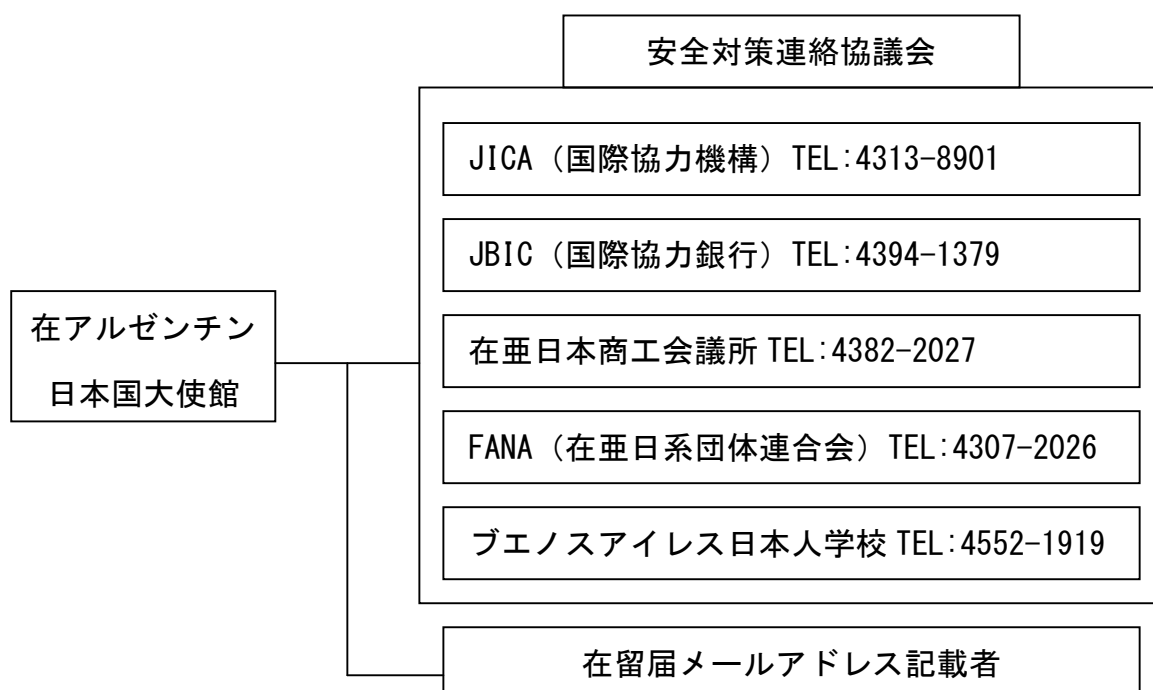 安全対策連絡協議会
JICA（国際協力機構）TEL:4313-8901
JBIC（国際協力銀行）TEL:4394-1379
在アルゼンチン
日本国大使館
在亜日本商工会議所 TEL:4382-2027
FANA（在亜日系団体連合会）TEL:4307-2026
ブエノスアイレス日本人学校 TEL:4552-1919
在留届メールアドレス記載者